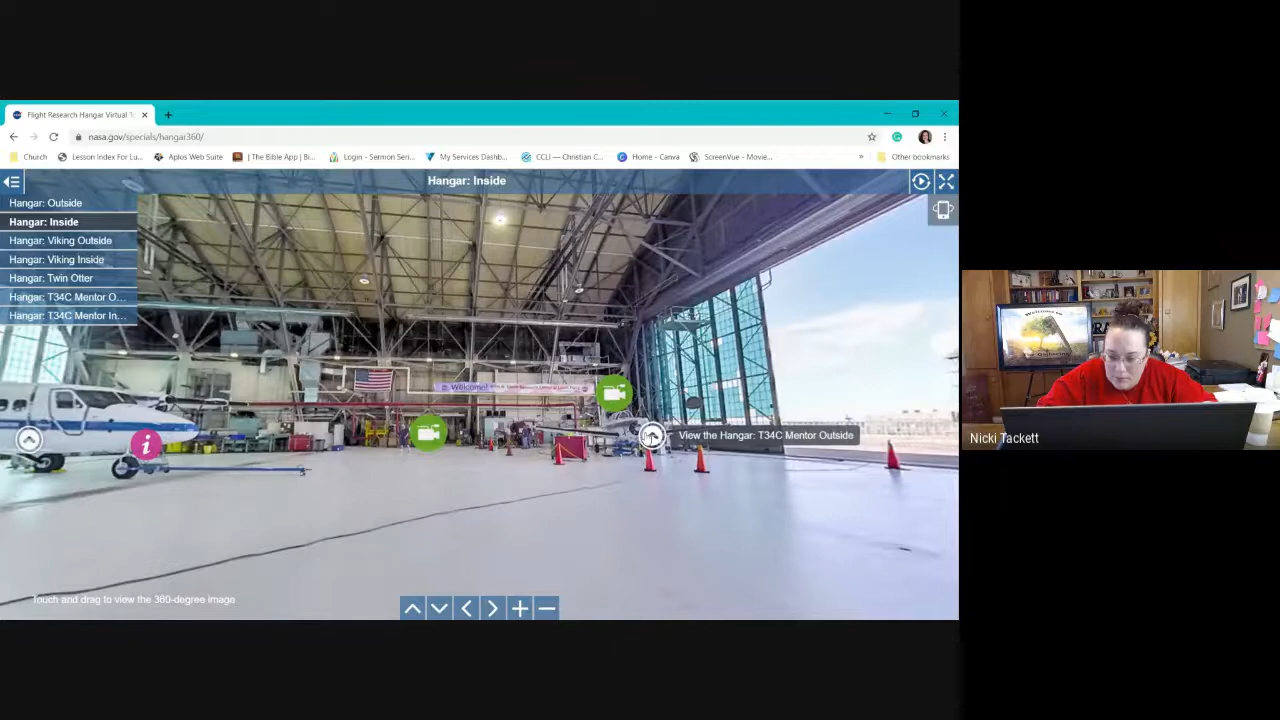 Flight Research Hangar Virtual T
nasa.gov/specials/hangar360/
Church
Lesson Index For Lu...
Aplos Web Suite
| The Bible App | Bi...
Login - Sermon Seri...
My Services Dashb...
CCLI — Christian C...
Home - Canva
ScreenVue - Movie...
»
Other bookmarks
Hangar: Inside
Hangar: Outside
Hangar: Inside
Hangar: Viking Outside
Hangar: Viking Inside
Hangar: Twin Otter
Hangar: T34C Mentor O...
Hangar: T34C Mentor In...
Welcome!
i
View the Hangar: T34C Mentor Outside
Touch and drag to view the 360-degree image
Welcome to
Nicki Tackett